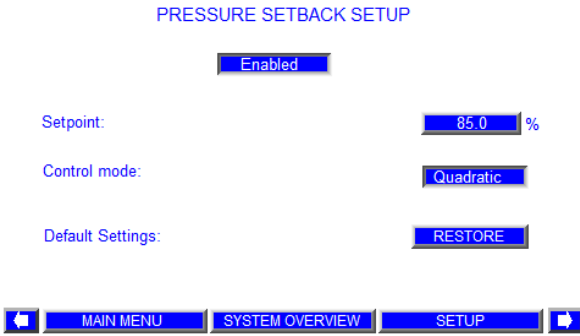 PRESSURE SETBACK SETUP
Enabled
Setpoint: 85.0 %
Control mode: Quadratic
Default Settings: RESTORE
MAIN MENU SYSTEM OVERVIEW SETUP